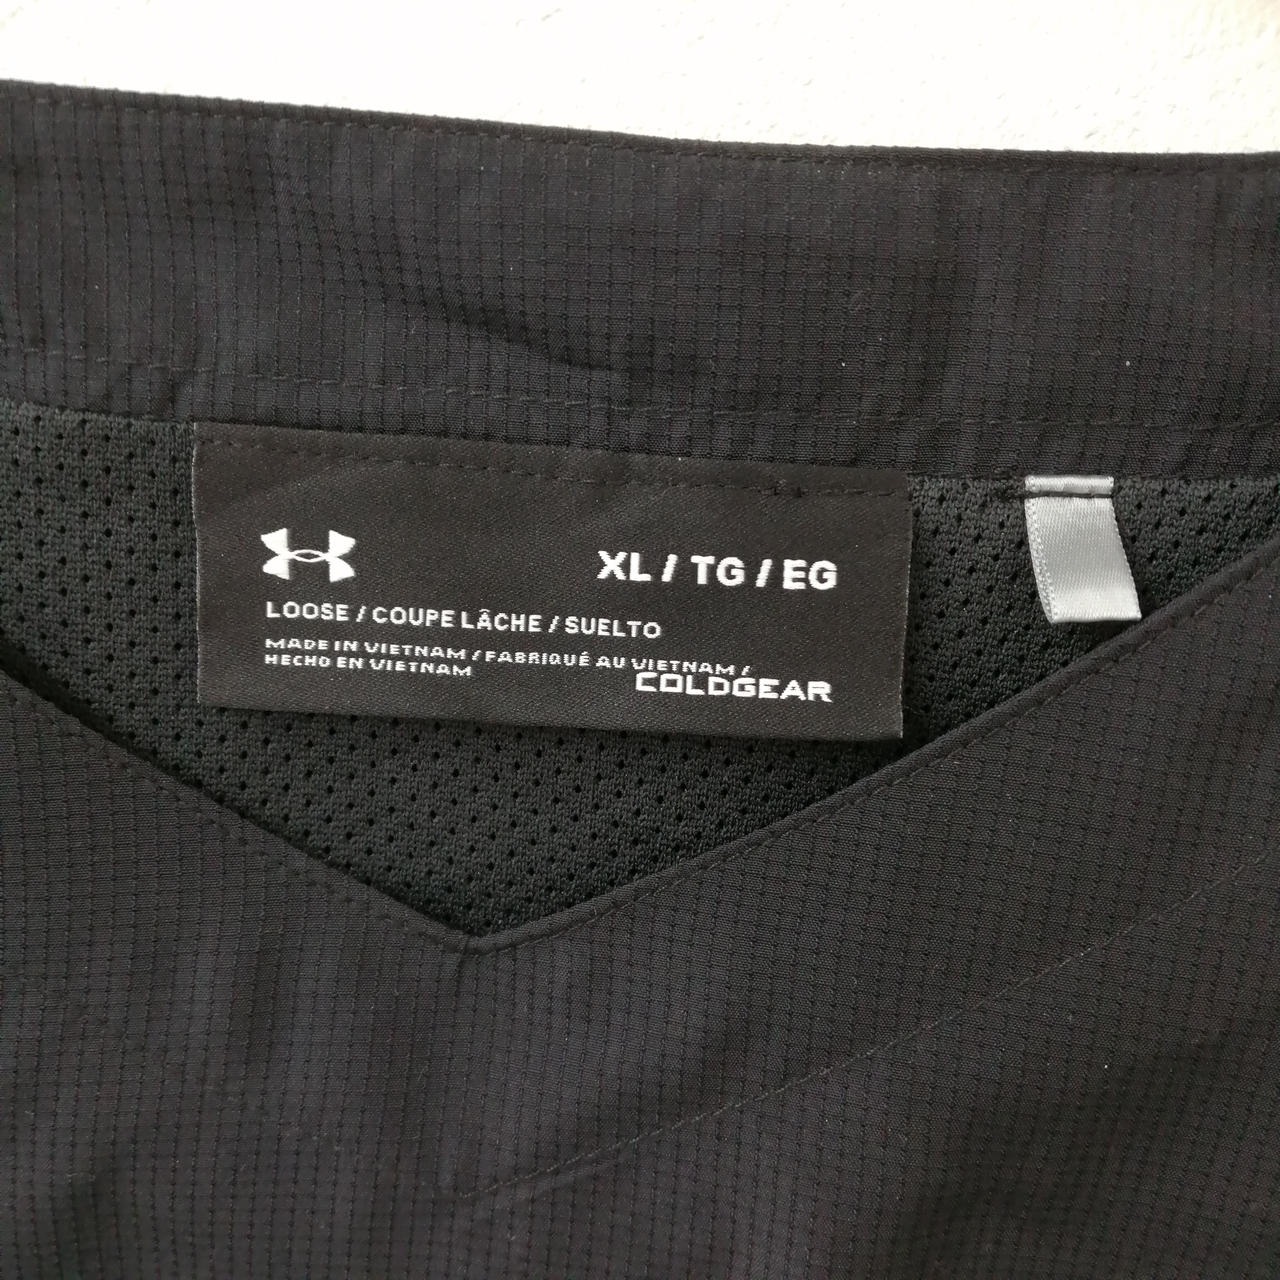 XL / TG / EG
LOOSE / COUPE LÂCHE / SUELTO
MADE IN VIETNAM / FABRIQUÉ AU VIETNAM /
HECHO EN VIETNAM
COLDGEAR